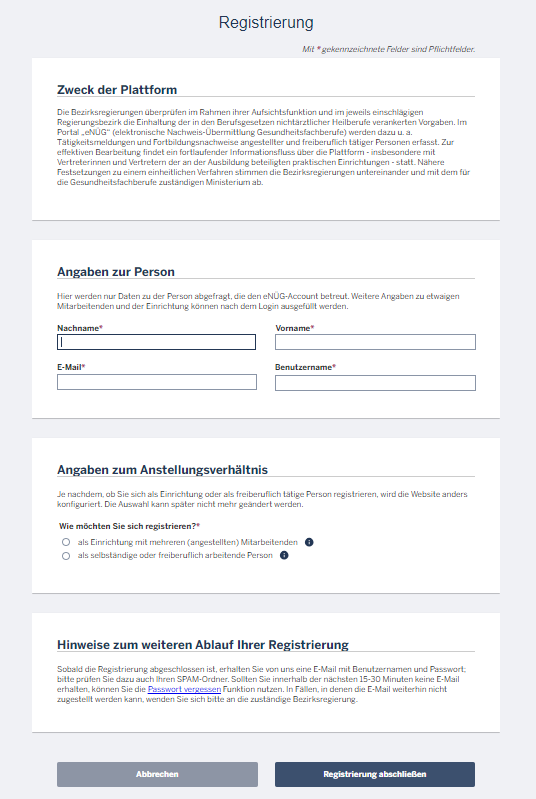 Registrierung
Mit * gekennzeichnete Felder sind Pflichtfelder.
Zweck der Plattform
Die Bezirksregierungen überprüfen im Rahmen ihrer Aufsichtsfunktion und im jeweils einschlägigen
Regierungsbezirk die Einhaltung der in den Berufsgesetzen nichtärztlicher Heilberufe verankerten Vorgaben. Im
Portal „eNÜG“ (elektronische Nachweis-Übermittlung Gesundheitsfachberufe) werden dazu u. a.
Tätigkeitsmeldungen und Fortbildungsnachweise angestellter und freiberuflich tätiger Personen erfasst. Zur
effektiven Bearbeitung findet ein fortlaufender Informationsfluss über die Plattform - insbesondere mit
Vertreterinnen und Vertretern der an der Ausbildung beteiligten praktischen Einrichtungen - statt. Nähere
Festsetzungen zu einem einheitlichen Verfahren stimmen die Bezirksregierungen untereinander und mit dem für
die Gesundheitsfachberufe zuständigen Ministerium ab.
Angaben zur Person
Hier werden nur Daten zu der Person abgefragt, die den eNÜG-Account betreut. Weitere Angaben zu etwaigen
Mitarbeitenden und der Einrichtung können nach dem Login ausgefüllt werden.
Nachname* Vorname*
E-Mail* Benutzername*
Angaben zum Anstellungsverhältnis
Je nachdem, ob Sie sich als Einrichtung oder als freiberuflich tätige Person registrieren, wird die Website anders
konfiguriert. Die Auswahl kann später nicht mehr geändert werden.
Wie möchten Sie sich registrieren?*
als Einrichtung mit mehreren (angestellten) Mitarbeitenden i
als selbständige oder freiberuflich arbeitende Person i
Hinweise zum weiteren Ablauf Ihrer Registrierung
Sobald die Registrierung abgeschlossen ist, erhalten Sie von uns eine E-Mail mit Benutzernamen und Passwort;
bitte prüfen Sie dazu auch Ihren SPAM-Ordner. Sollten Sie innerhalb der nächsten 15-30 Minuten keine E-Mail
erhalten, können Sie die Passwort vergessen Funktion nutzen. In Fällen, in denen die E-Mail weiterhin nicht
zugestellt werden kann, wenden Sie sich bitte an die zuständige Bezirksregierung.
Abbrechen Registrierung abschließen